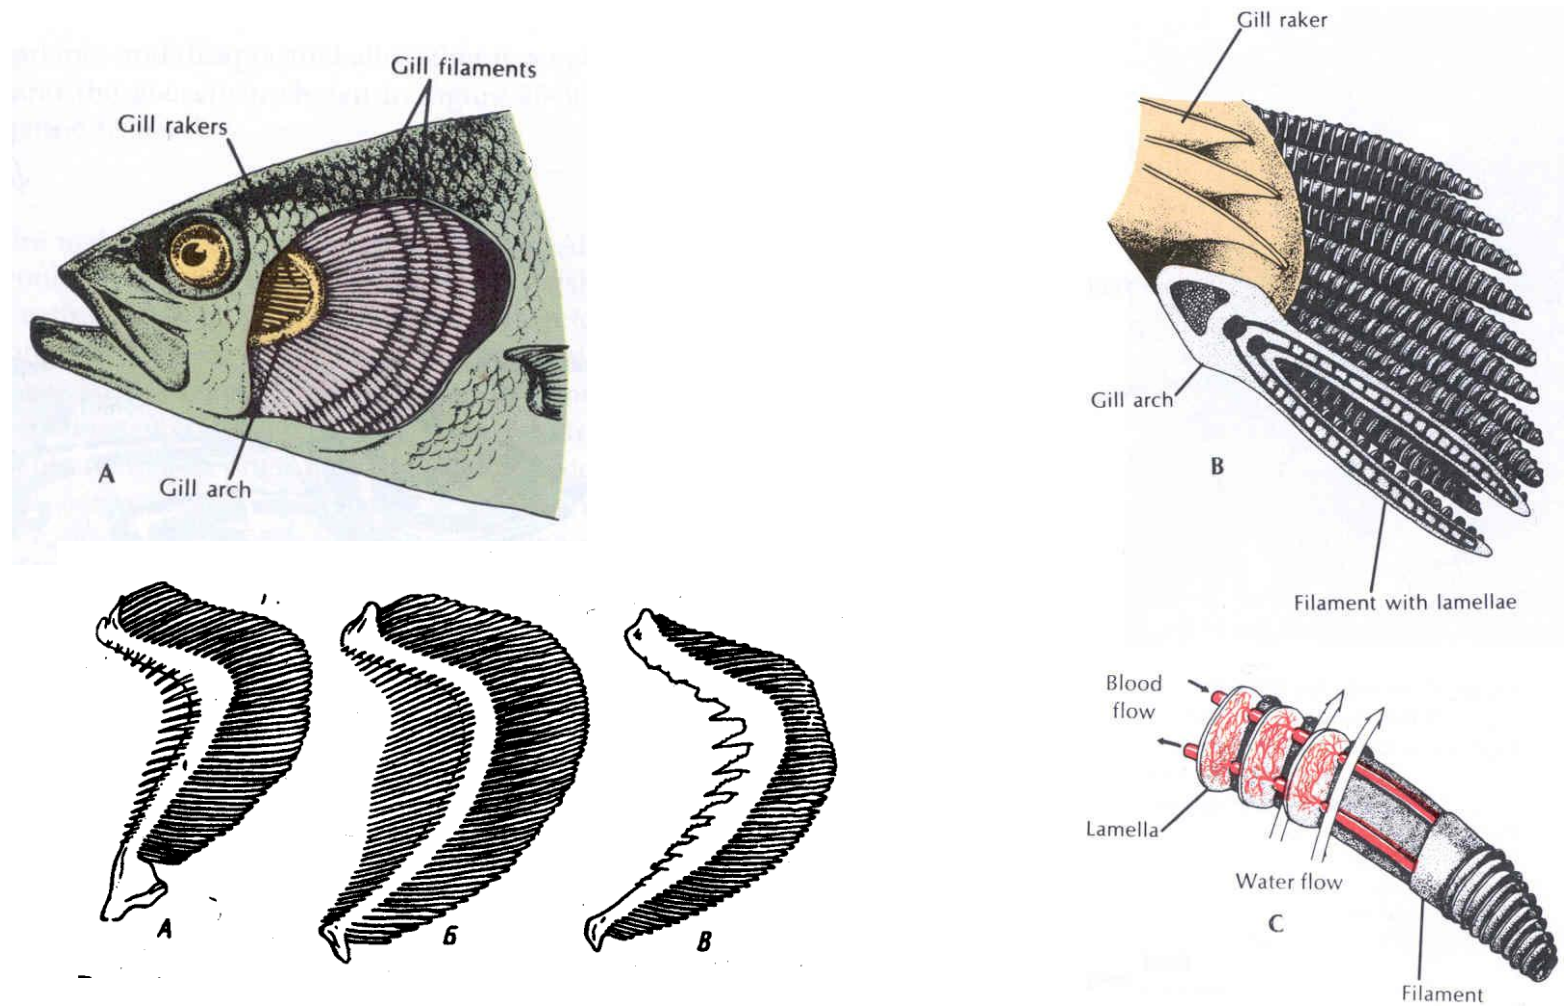 Gill filaments
Gill rakers
A
Gill arch
Gill raker
Gill arch
B
Filament with lamellae
А
Б
В
Blood
flow
Lamella
Water flow
C
Filament